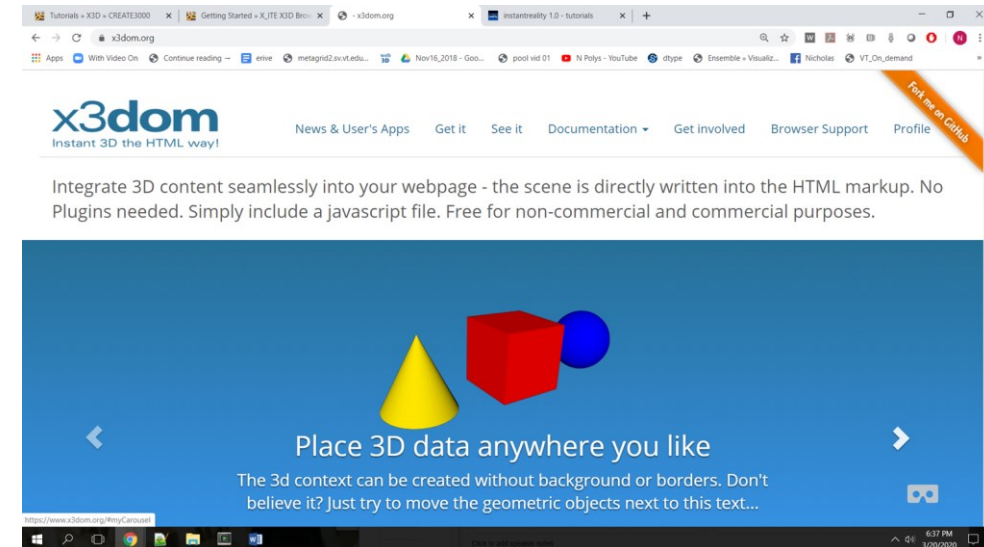 Tutorials » X3D » CREATE3000
Getting Started » X_ITE X3D Brow
- x3dom.org
instantreality 1.0 - tutorials
x3dom.org
Apps
With Video On
Continue reading --
erive
metagrid2.sv.vt.edu...
Nov16_2018 - Goo...
pool vid 01
N Polys - YouTube
dtype
Ensemble » Visualiz...
Nicholas
VT_On_demand
»
x3dom
Instant 3D the HTML way!
News & User's Apps
Get it
See it
Documentation
Get involved
Browser Support
Profile
Fork me on GitHub
Integrate 3D content seamlessly into your webpage - the scene is directly written into the HTML markup. No
Plugins needed. Simply include a javascript file. Free for non-commercial and commercial purposes.
Place 3D data anywhere you like
The 3d context can be created without background or borders. Don't
believe it? Just try to move the geometric objects next to this text...
https://www.x3dom.org/#myCarousel
Click to add speaker notes
6:37 PM
3/20/2020